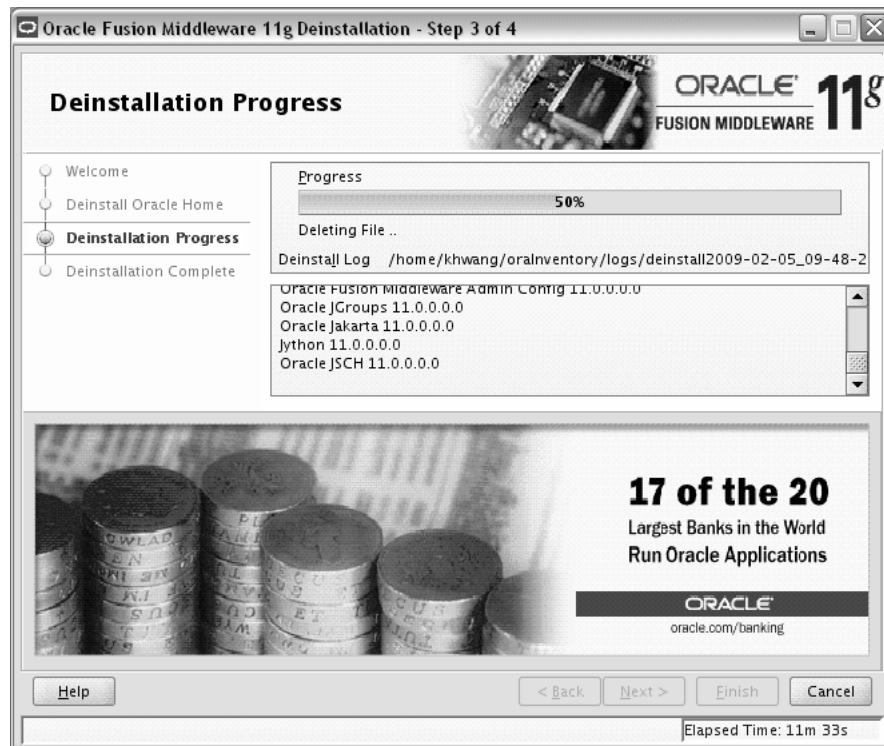 Oracle Fusion Middleware 11g Deinstallation - Step 3 of 4
Deinstallation Progress
ORACLE
FUSION MIDDLEWARE
11g
Welcome
Deinstall Oracle Home
Deinstallation Progress
Deinstallation Complete
Progress
50%
Deleting File ..
Deinstall Log /home/khwang/oraInventory/logs/deinstall2009-02-05_09-48-2
Oracle Fusion Middleware Admin Config 11.0.0.0.0
Oracle JGroups 11.0.0.0.0
Oracle Jakarta 11.0.0.0.0
Jython 11.0.0.0.0
Oracle JSCH 11.0.0.0.0
17 of the 20
Largest Banks in the World
Run Oracle Applications
ORACLE
oracle.com/banking
Help
< Back
Next >
Finish
Cancel
Elapsed Time: 11m 33s